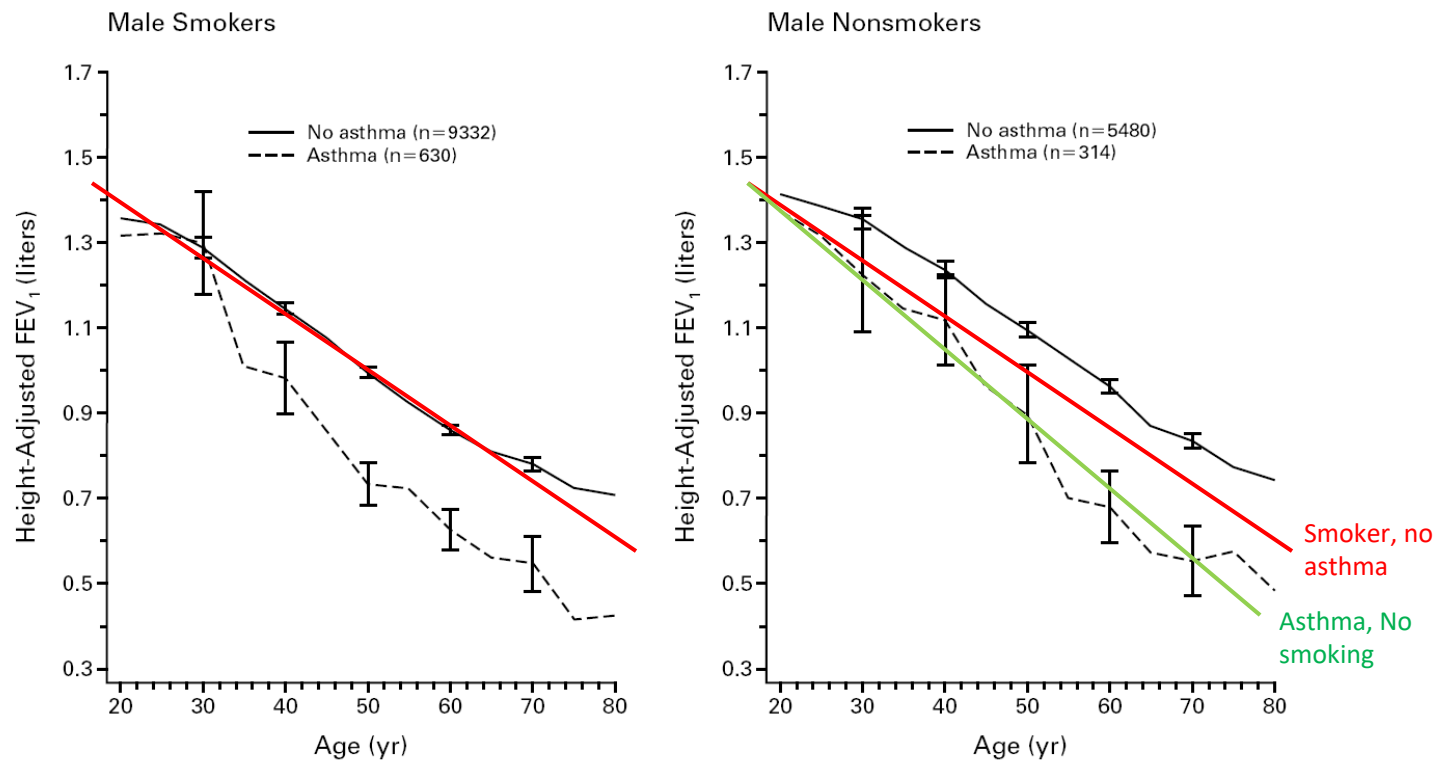 Male Smokers
1.7
1.5
1.3
1.1
0.9
0.7
0.5
0.3
Height-Adjusted FEV₁ (liters)
No asthma (n=9332)
Asthma (n=630)
20 30 40 50 60 70 80
Age (yr)
Male Nonsmokers
1.7
1.5
1.3
1.1
0.9
0.7
0.5
0.3
Height-Adjusted FEV₁ (liters)
No asthma (n=5480)
Asthma (n=314)
20 30 40 50 60 70 80
Age (yr)
Smoker, no
asthma
Asthma, No
smoking